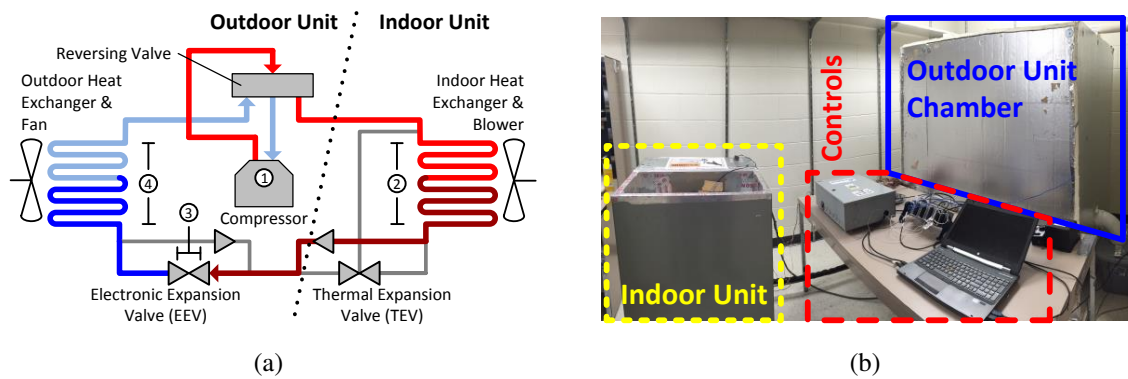 Outdoor Unit
Indoor Unit
Reversing Valve
Outdoor Heat
Exchanger &
Fan
Indoor Heat
Exchanger &
Blower
1
2
3
4
Compressor
Electronic Expansion
Valve (EEV)
Thermal Expansion
Valve (TEV)
(a)
Controls
Outdoor Unit
Chamber
Indoor Unit
(b)